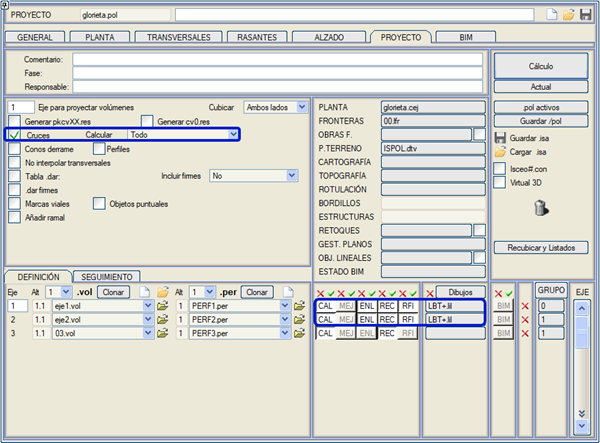 PROYECTO glorieta.pol
GENERAL PLANTA TRANSVERSALES RASANTES ALZADO PROYECTO BIM
Comentario:
Fase:
Responsable:
Cálculo
Actual
1 Eje para proyectar volúmenes Cubicar Ambos lados
Generar pkcvXX.res Generar cv0.res
Cruces Calcular Todo
Conos derrame Perfiles
No interpolar transversales
Tabla .dar: Incluir firmes No
.dar firmes
Marcas viales Objetos puntuales
Añadir ramal
PLANTA glorieta.cej
FRONTERAS 00.lfr
OBRAS F.
P.TERRENO ISPOL.dtv
CARTOGRAFÍA
TOPOGRAFÍA
ROTULACIÓN
BORDILLOS
ESTRUCTURAS
RETOQUES
GEST. PLANOS
OBJ. LINEALES
ESTADO BIM
.pol activos
Guardar /pol
Guardar .isa
Cargar .isa
Isceo#.con
Virtual 3D
Recubicar y Listados
DEFINICIÓN SEGUIMIENTO
Eje Alt 1 .vol Clonar Alt 1 .per Clonar Dibujos GRUPO EJE
1 1.1 eje1.vol 1 PERF1.per CAL MEJ ENL REC RFI LBT+.lil BIM 0
2 1.1 eje2.vol 1 PERF2.per CAL MEJ ENL REC RFI LBT+.lil BIM 1
3 1.1 03.vol 1 PERF3.per CAL MEJ ENL REC RFI BIM 1